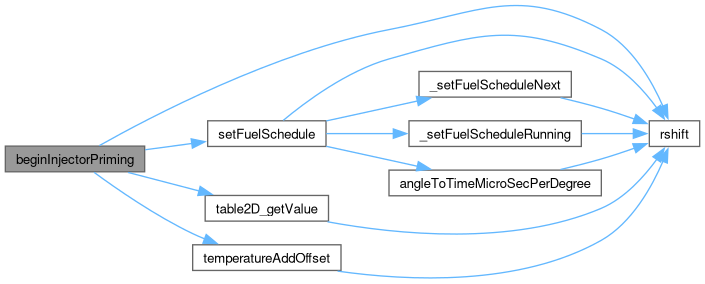 beginInjectorPriming
setFuelSchedule
_setFuelScheduleNext
_setFuelScheduleRunning
angleToTimeMicroSecPerDegree
rshift
table2D_getValue
temperatureAddOffset